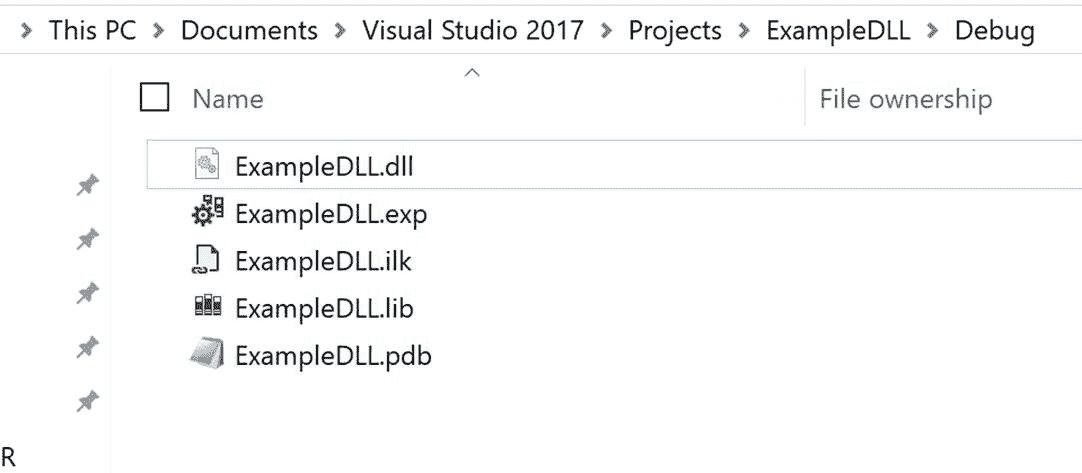 This PC > Documents > Visual Studio 2017 > Projects > ExampleDLL > Debug
Name File ownership
ExampleDLL.dll
ExampleDLL.exp
ExampleDLL.ilk
ExampleDLL.lib
ExampleDLL.pdb
R